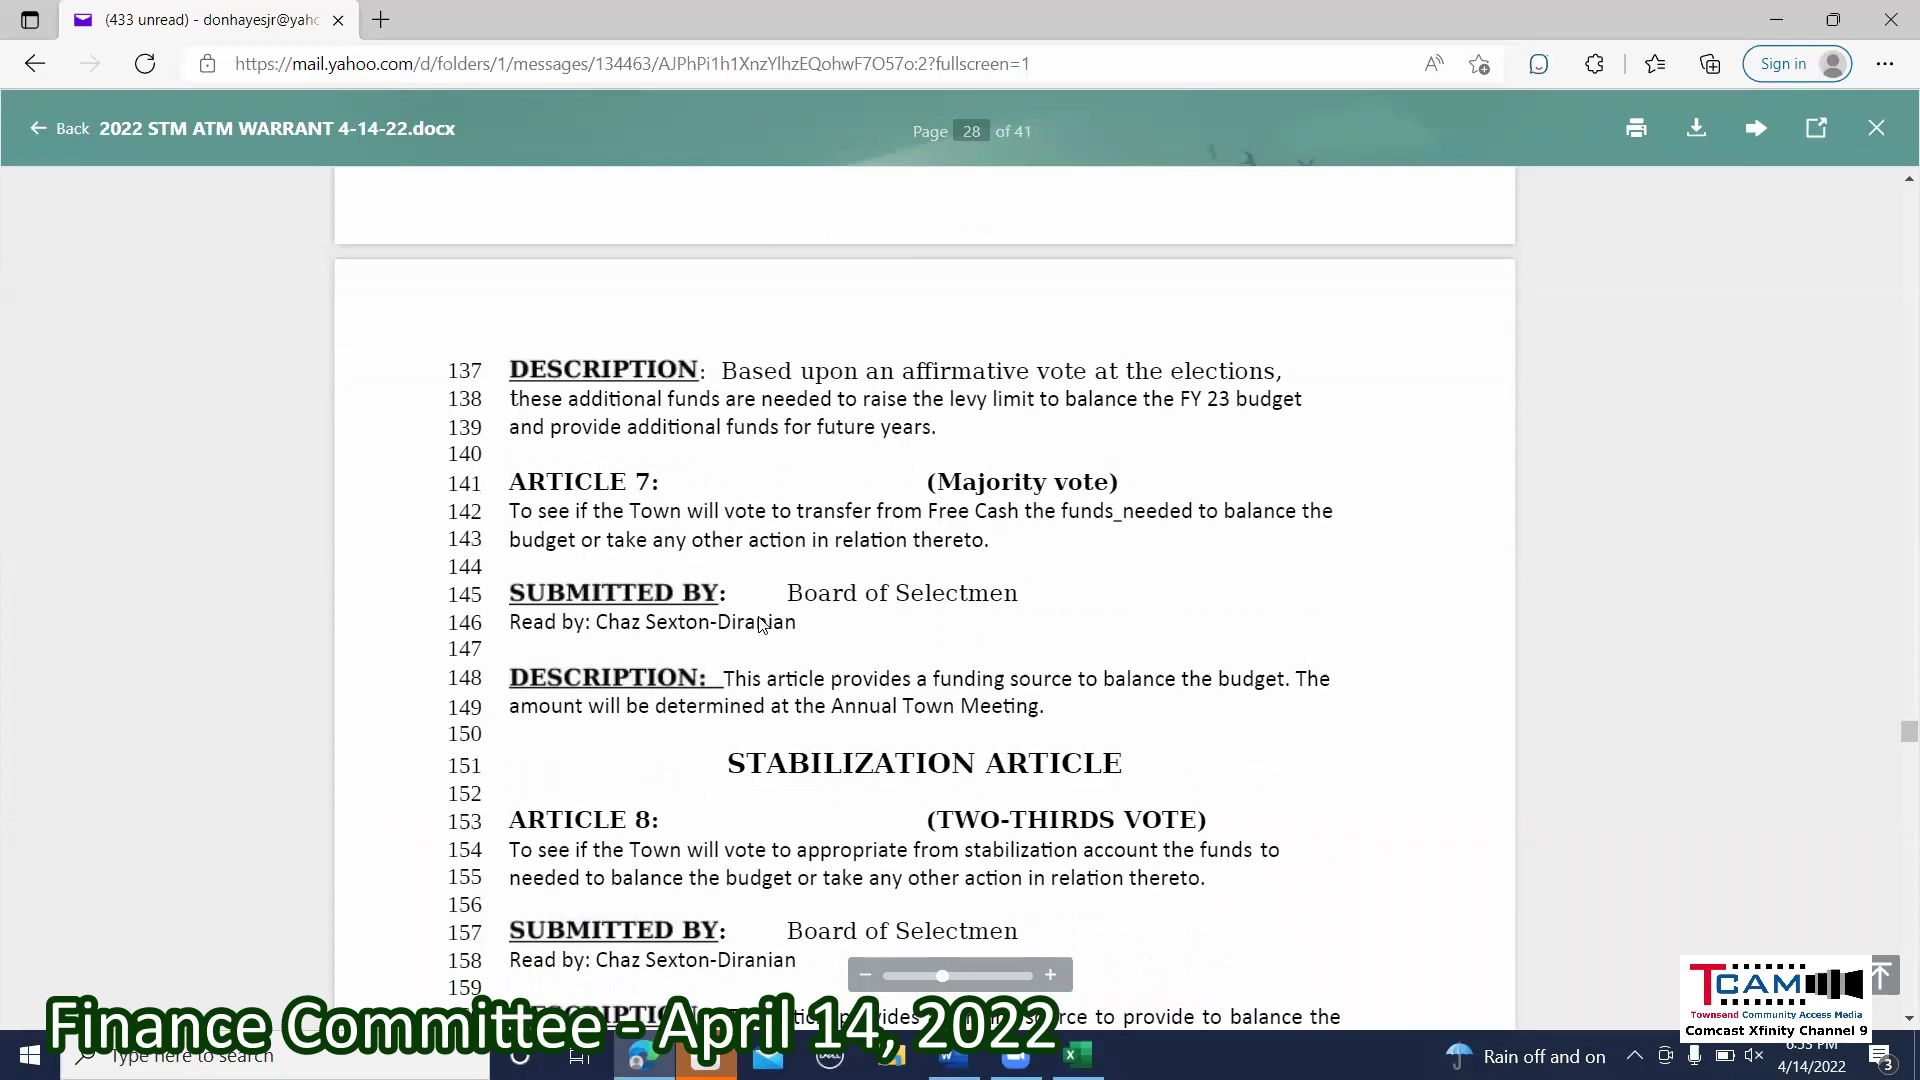 (433 unread) - donhayesjr@yaho
https://mail.yahoo.com/d/folders/1/messages/134463/AJPhPi1h1XnzYlhzEQohwF7O57o:2?fullscreen=1
Sign in
Back 2022 STM ATM WARRANT 4-14-22.docx
Page 28 of 41
137 DESCRIPTION: Based upon an affirmative vote at the elections,
138 these additional funds are needed to raise the levy limit to balance the FY 23 budget
139 and provide additional funds for future years.
140
141 ARTICLE 7: (Majority vote)
142 To see if the Town will vote to transfer from Free Cash the funds_needed to balance the
143 budget or take any other action in relation thereto.
144
145 SUBMITTED BY: Board of Selectmen
146 Read by: Chaz Sexton-Diranian
147
148 DESCRIPTION: This article provides a funding source to balance the budget. The
149 amount will be determined at the Annual Town Meeting.
150
151 STABILIZATION ARTICLE
152
153 ARTICLE 8: (TWO-THIRDS VOTE)
154 To see if the Town will vote to appropriate from stabilization account the funds to
155 needed to balance the budget or take any other action in relation thereto.
156
157 SUBMITTED BY: Board of Selectmen
158 Read by: Chaz Sexton-Diranian
159
to provide to balance the
Finance Committee - April 14, 2022
TCAM
Townsend Community Access Media
Comcast Xfinity Channel 9
Type here to search
DELL
Rain off and on
6:53 PM
4/14/2022
3